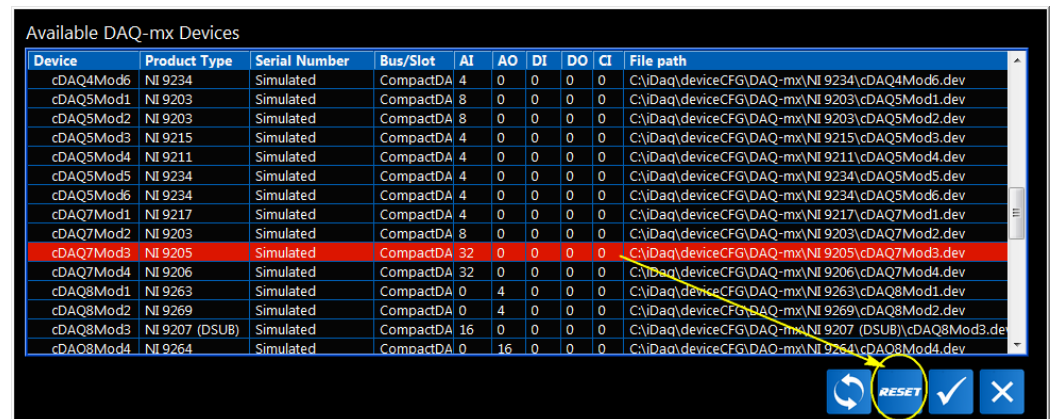 Available DAQ-mx Devices
Device Product Type Serial Number Bus/Slot AI AO DI DO CI File path
cDAQ4Mod6 NI 9234 Simulated CompactDA 4 0 0 0 0 C:\iDaq\deviceCFG\DAQ-mx\NI 9234\cDAQ4Mod6.dev
cDAQ5Mod1 NI 9203 Simulated CompactDA 8 0 0 0 0 C:\iDaq\deviceCFG\DAQ-mx\NI 9203\cDAQ5Mod1.dev
cDAQ5Mod2 NI 9203 Simulated CompactDA 8 0 0 0 0 C:\iDaq\deviceCFG\DAQ-mx\NI 9203\cDAQ5Mod2.dev
cDAQ5Mod3 NI 9215 Simulated CompactDA 4 0 0 0 0 C:\iDaq\deviceCFG\DAQ-mx\NI 9215\cDAQ5Mod3.dev
cDAQ5Mod4 NI 9211 Simulated CompactDA 4 0 0 0 0 C:\iDaq\deviceCFG\DAQ-mx\NI 9211\cDAQ5Mod4.dev
cDAQ5Mod5 NI 9234 Simulated CompactDA 4 0 0 0 0 C:\iDaq\deviceCFG\DAQ-mx\NI 9234\cDAQ5Mod5.dev
cDAQ5Mod6 NI 9234 Simulated CompactDA 4 0 0 0 0 C:\iDaq\deviceCFG\DAQ-mx\NI 9234\cDAQ5Mod6.dev
cDAQ7Mod1 NI 9217 Simulated CompactDA 4 0 0 0 0 C:\iDaq\deviceCFG\DAQ-mx\NI 9217\cDAQ7Mod1.dev
cDAQ7Mod2 NI 9203 Simulated CompactDA 8 0 0 0 0 C:\iDaq\deviceCFG\DAQ-mx\NI 9203\cDAQ7Mod2.dev
cDAQ7Mod3 NI 9205 Simulated CompactDA 32 0 0 0 0 C:\iDaq\deviceCFG\DAQ-mx\NI 9205\cDAQ7Mod3.dev
cDAQ7Mod4 NI 9206 Simulated CompactDA 32 0 0 0 0 C:\iDaq\deviceCFG\DAQ-mx\NI 9206\cDAQ7Mod4.dev
cDAQ8Mod1 NI 9263 Simulated CompactDA 0 4 0 0 0 C:\iDaq\deviceCFG\DAQ-mx\NI 9263\cDAQ8Mod1.dev
cDAQ8Mod2 NI 9269 Simulated CompactDA 0 4 0 0 0 C:\iDaq\deviceCFG\DAQ-mx\NI 9269\cDAQ8Mod2.dev
cDAQ8Mod3 NI 9207 (DSUB) Simulated CompactDA 16 0 0 0 0 C:\iDaq\deviceCFG\DAQ-mx\NI 9207 (DSUB)\cDAQ8Mod3.dev
cDAQ8Mod4 NI 9264 Simulated CompactDA 0 16 0 0 0 C:\iDaq\deviceCFG\DAQ-mx\NI 9264\cDAQ8Mod4.dev
RESET